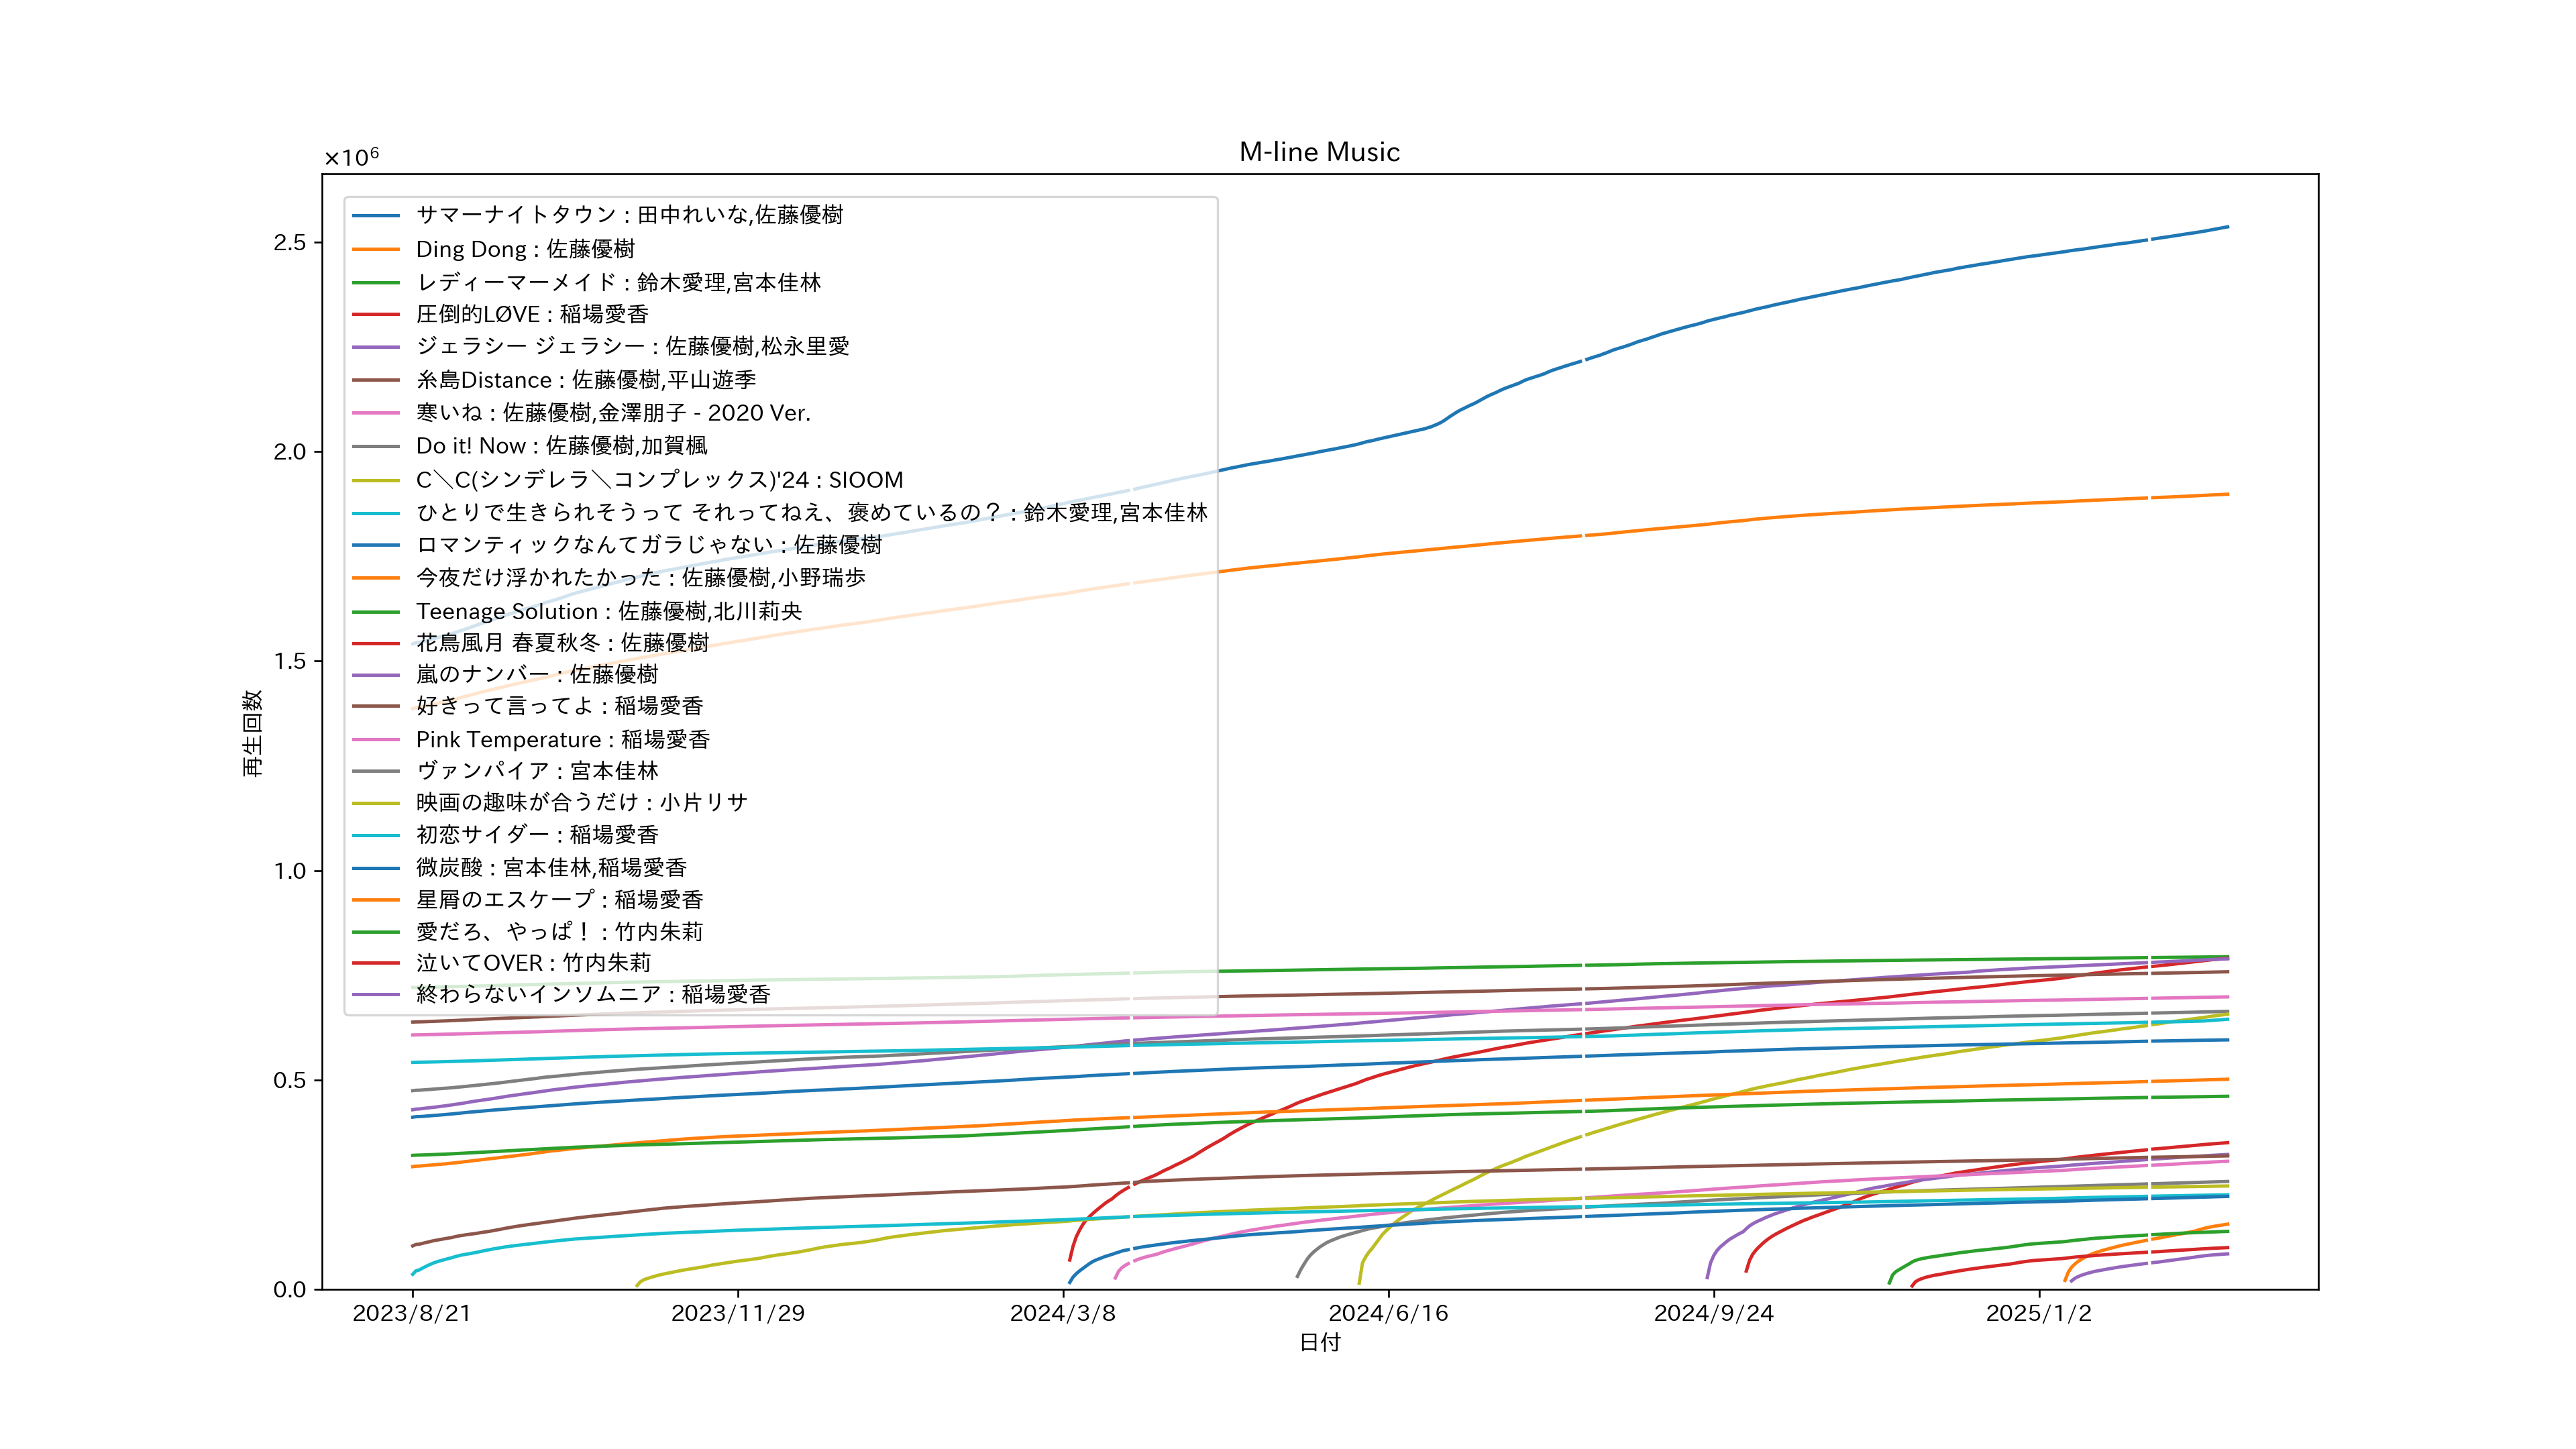 M-line Music
×10⁶
2.5
2.0
1.5
1.0
0.5
0.0
再生回数
サマーナイトタウン : 田中れいな,佐藤優樹
Ding Dong : 佐藤優樹
レディーマーメイド : 鈴木愛理,宮本佳林
圧倒的LØVE : 稲場愛香
ジェラシー ジェラシー : 佐藤優樹,松永里愛
糸島Distance : 佐藤優樹,平山遊季
寒いね : 佐藤優樹,金澤朋子 - 2020 Ver.
Do it! Now : 佐藤優樹,加賀楓
C＼C(シンデレラ＼コンプレックス)'24 : SIOOM
ひとりで生きられそうって それってねえ、褒めているの？ : 鈴木愛理,宮本佳林
ロマンティックなんてガラじゃない : 佐藤優樹
今夜だけ浮かれたかった : 佐藤優樹,小野瑞歩
Teenage Solution : 佐藤優樹,北川莉央
花鳥風月 春夏秋冬 : 佐藤優樹
嵐のナンバー : 佐藤優樹
好きって言ってよ : 稲場愛香
Pink Temperature : 稲場愛香
ヴァンパイア : 宮本佳林
映画の趣味が合うだけ : 小片リサ
初恋サイダー : 稲場愛香
微炭酸 : 宮本佳林,稲場愛香
星屑のエスケープ : 稲場愛香
愛だろ、やっぱ！ : 竹内朱莉
泣いてOVER : 竹内朱莉
終わらないインソムニア : 稲場愛香
2023/8/21
2023/11/29
2024/3/8
2024/6/16
2024/9/24
2025/1/2
日付